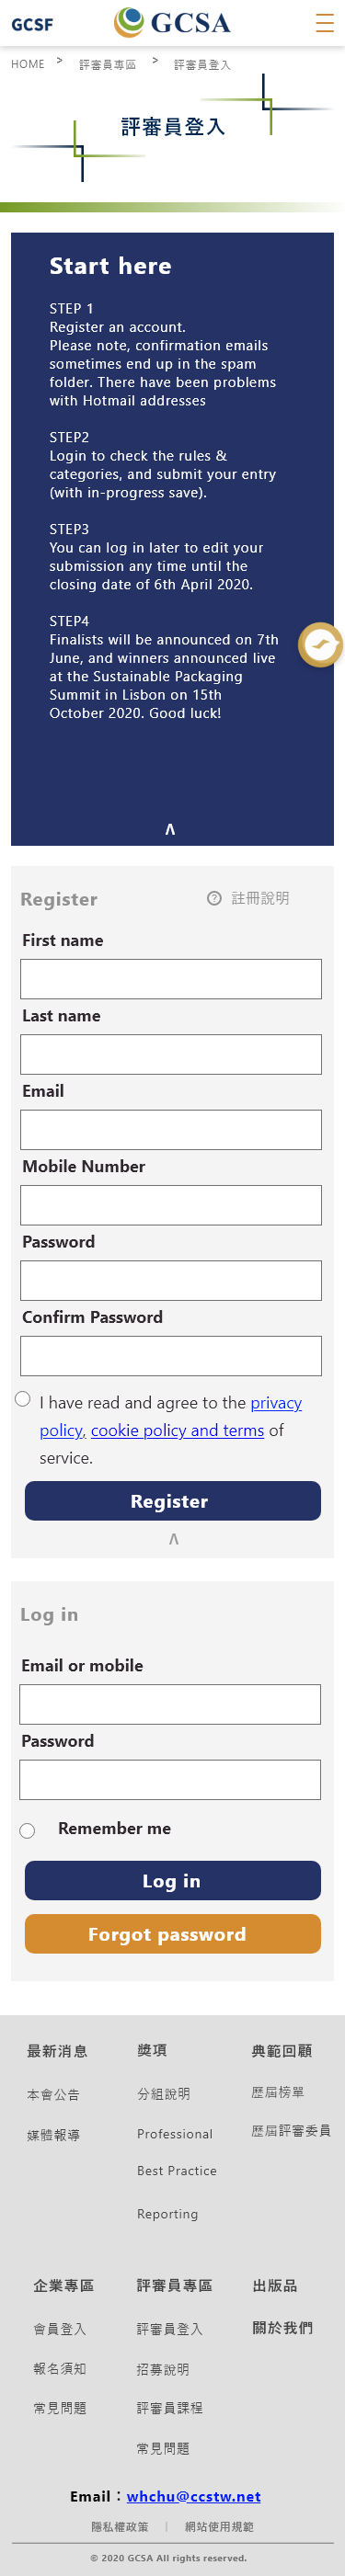 GCSF GCSA
HOME > 評審員專區 > 評審員登入
評審員登入
Start here
STEP 1
Register an account.
Please note, confirmation emails
sometimes end up in the spam
folder. There have been problems
with Hotmail addresses
STEP2
Login to check the rules &
categories, and submit your entry
(with in-progress save).
STEP3
You can log in later to edit your
submission any time until the
closing date of 6th April 2020.
STEP4
Finalists will be announced on 7th
June, and winners announced live
at the Sustainable Packaging
Summit in Lisbon on 15th
October 2020. Good luck!
Register ? 註冊說明
First name
Last name
Email
Mobile Number
Password
Confirm Password
I have read and agree to the privacy
policy, cookie policy and terms of
service.
Register
Log in
Email or mobile
Password
Remember me
Log in
Forgot password
最新消息 獎項 典範回顧
本會公告 分組說明 歷屆榜單
媒體報導 Professional 歷屆評審委員
Best Practice
Reporting
企業專區 評審員專區 出版品
會員登入 評審員登入 關於我們
報名須知 招募說明
常見問題 評審員課程
常見問題
Email：whchu@ccstw.net
隱私權政策 | 網站使用規範
© 2020 GCSA All rights reserved.